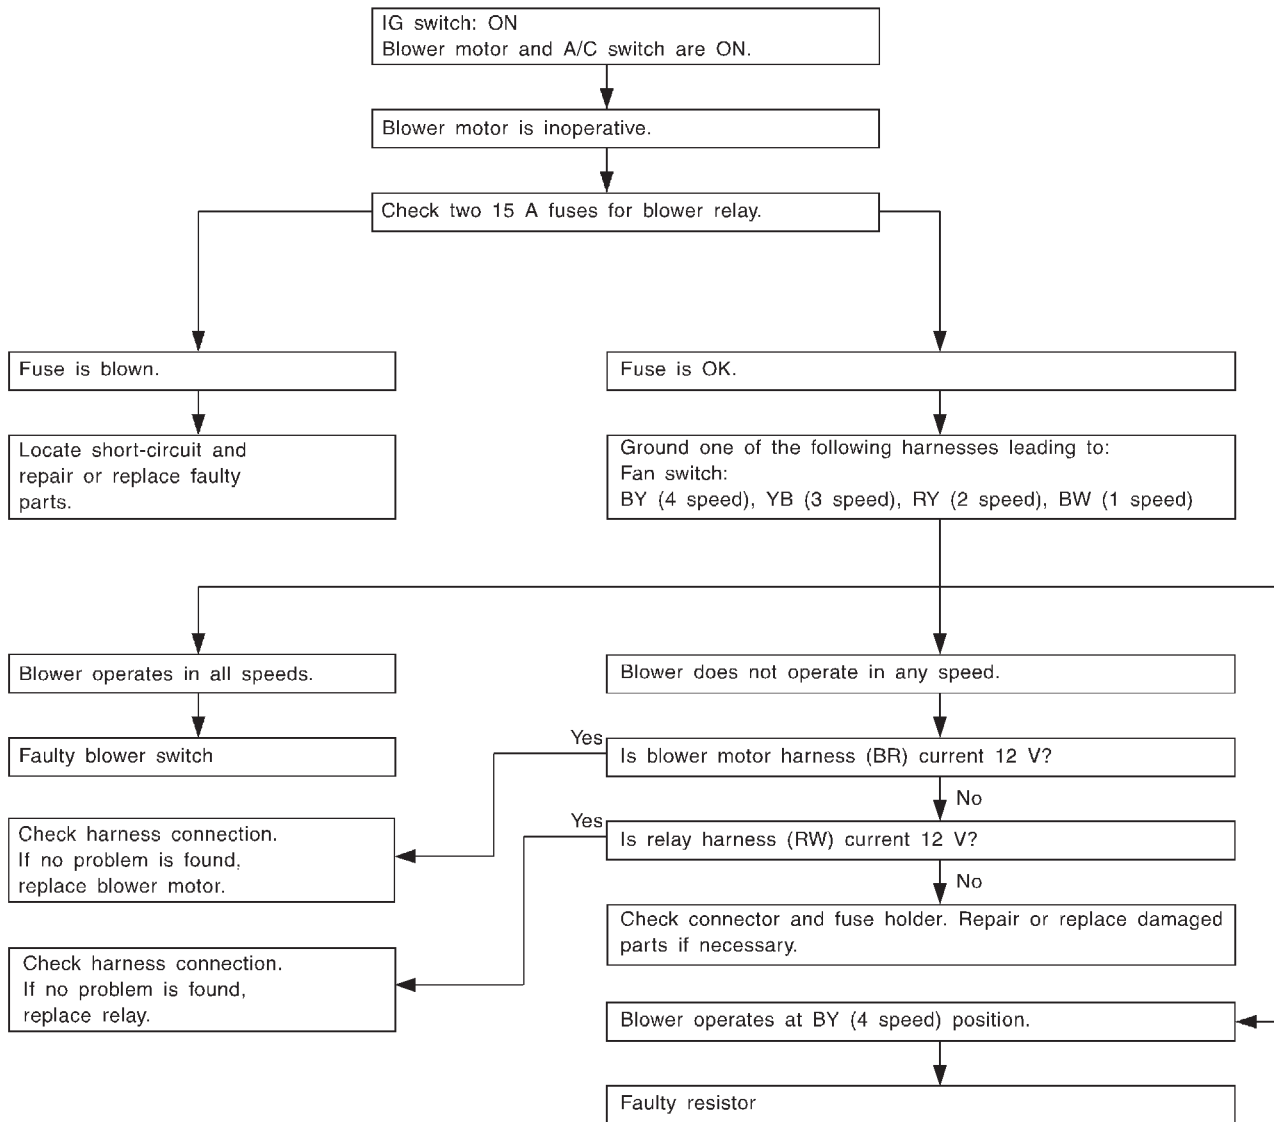 IG switch: ON
Blower motor and A/C switch are ON.
Blower motor is inoperative.
Check two 15 A fuses for blower relay.
Fuse is blown.
Fuse is OK.
Locate short-circuit and
repair or replace faulty
parts.
Ground one of the following harnesses leading to:
Fan switch:
BY (4 speed), YB (3 speed), RY (2 speed), BW (1 speed)
Blower operates in all speeds.
Blower does not operate in any speed.
Faulty blower switch
Yes
Is blower motor harness (BR) current 12 V?
No
Check harness connection.
If no problem is found,
replace blower motor.
Yes
Is relay harness (RW) current 12 V?
No
Check connector and fuse holder. Repair or replace damaged
parts if necessary.
Check harness connection.
If no problem is found,
replace relay.
Blower operates at BY (4 speed) position.
Faulty resistor